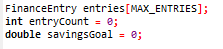 FinanceEntry entries[MAX_ENTRIES];
int entryCount = 0;
double savingsGoal = 0;